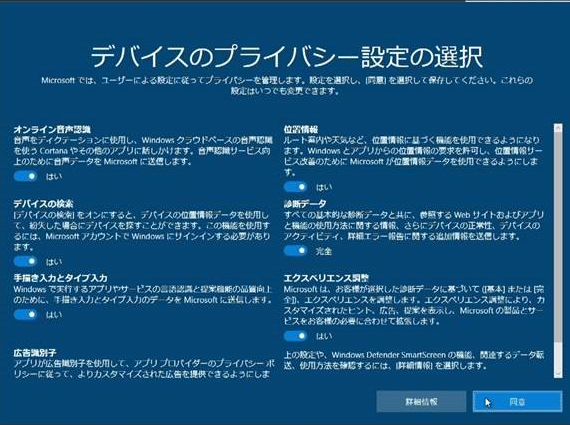 デバイスのプライバシー設定の選択
Microsoft では、ユーザーによる設定に従ってプライバシーを管理します。設定を選択し、[同意] を選択して保存してください。これらの
設定はいつでも変更できます。
オンライン音声認識
音声をディクテーションに使用し、Windows クラウドベースの音声認識
を使う Cortana やその他のアプリに話しかけます。音声認識サービス向
上のために音声データを Microsoft に送信します。
はい
デバイスの検索
[デバイスの検索] をオンにすると、デバイスの位置情報データを使用し
て、紛失した場合にデバイスを探すことができます。この機能を使用す
るには、Microsoft アカウントで Windows にサインインする必要があり
ます。
はい
手描き入力とタイプ入力
Windows で実行するアプリやサービスの言語認識と提案機能の品質向上
のために、手描き入力とタイプ入力のデータを Microsoft に送信します。
はい
広告識別子
アプリが広告識別子を使用して、アプリ プロバイダーのプライバシー ポ
リシーに従って、よりカスタマイズされた広告を提供できるようにしま
位置情報
ルート案内や天気など、位置情報に基づく機能を使用できるようになり
ます。Windows とアプリからの位置情報の要求を許可し、位置情報サー
ビス改善のために Microsoft が位置情報データを使用できるようにしま
す。
はい
診断データ
すべての基本的な診断データと共に、参照する Web サイトおよびアプリ
と機能の使用方法に関する情報、さらにデバイスの正常性、デバイスの
アクティビティ、詳細エラー報告に関する追加情報を送信します。
完全
エクスペリエンス調整
Microsoft は、お客様が選択した診断データに基づいて ([基本] または [完
全])、エクスペリエンスを調整します。エクスペリエンス調整により、カ
スタマイズされたヒント、広告、提案を表示し、Microsoft の製品とサー
ビスをお客様の必要に合わせて拡張します。
はい
上の設定や、Windows Defender SmartScreen の機能、関連するデータ転
送、使用方法を確認するには、[詳細情報] を選択します。
詳細情報
同意